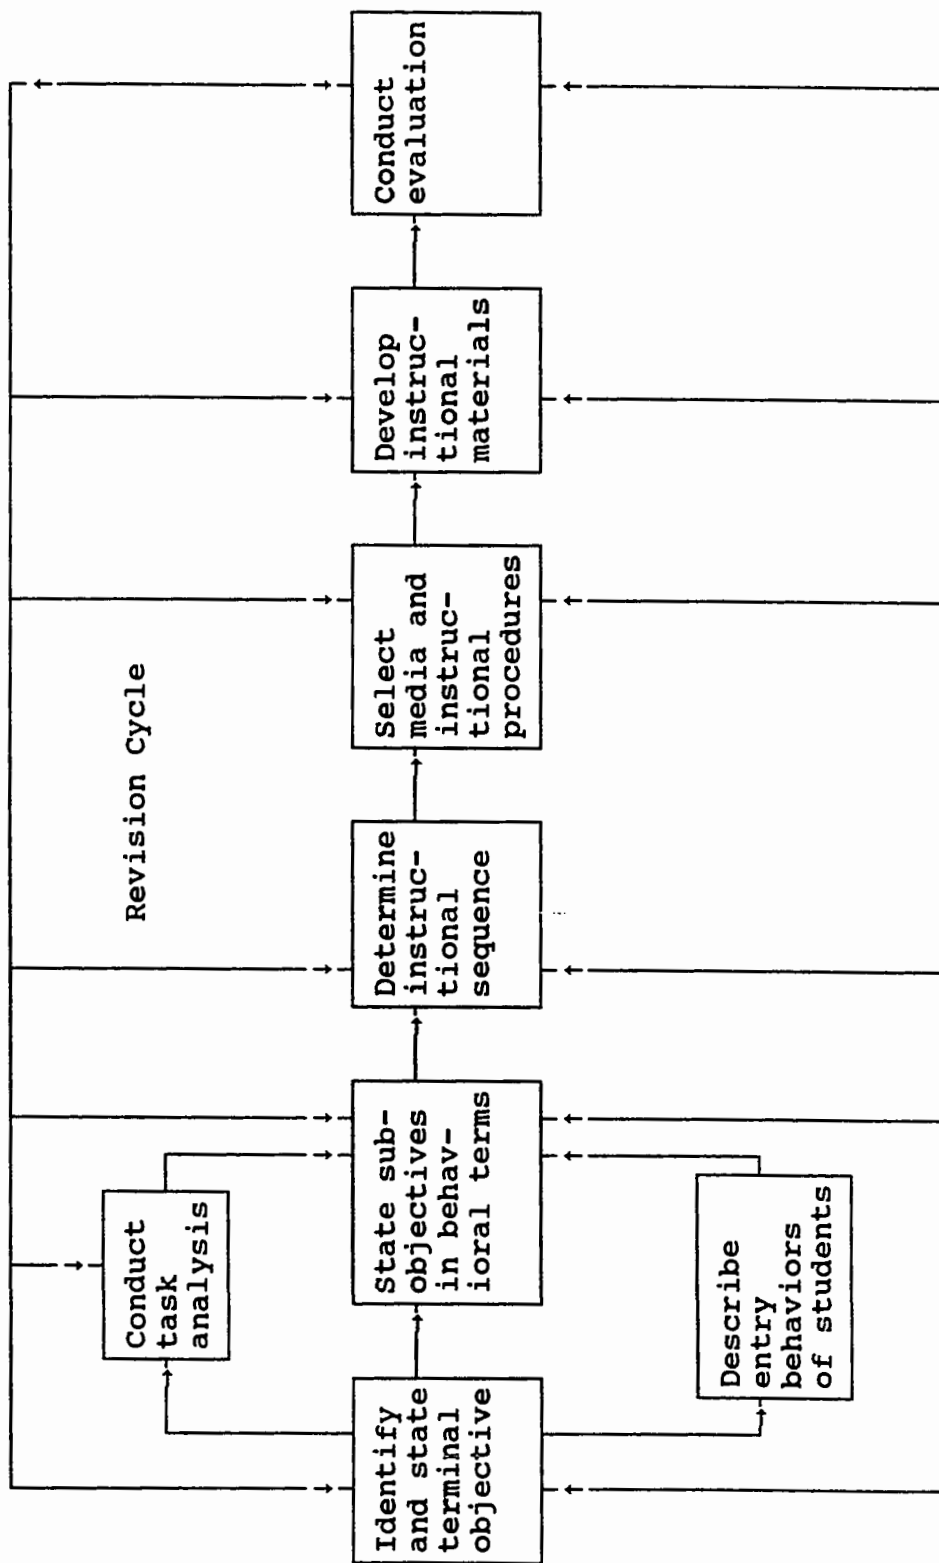 Revision Cycle
Conduct
task
analysis
Identify
and state
terminal
objective
State sub-
objectives
in behav-
ioral terms
Determine
instruc-
tional
sequence
Select
media and
instruc-
tional
procedures
Develop
instruc-
tional
materials
Conduct
evaluation
Describe
entry
behaviors
of students